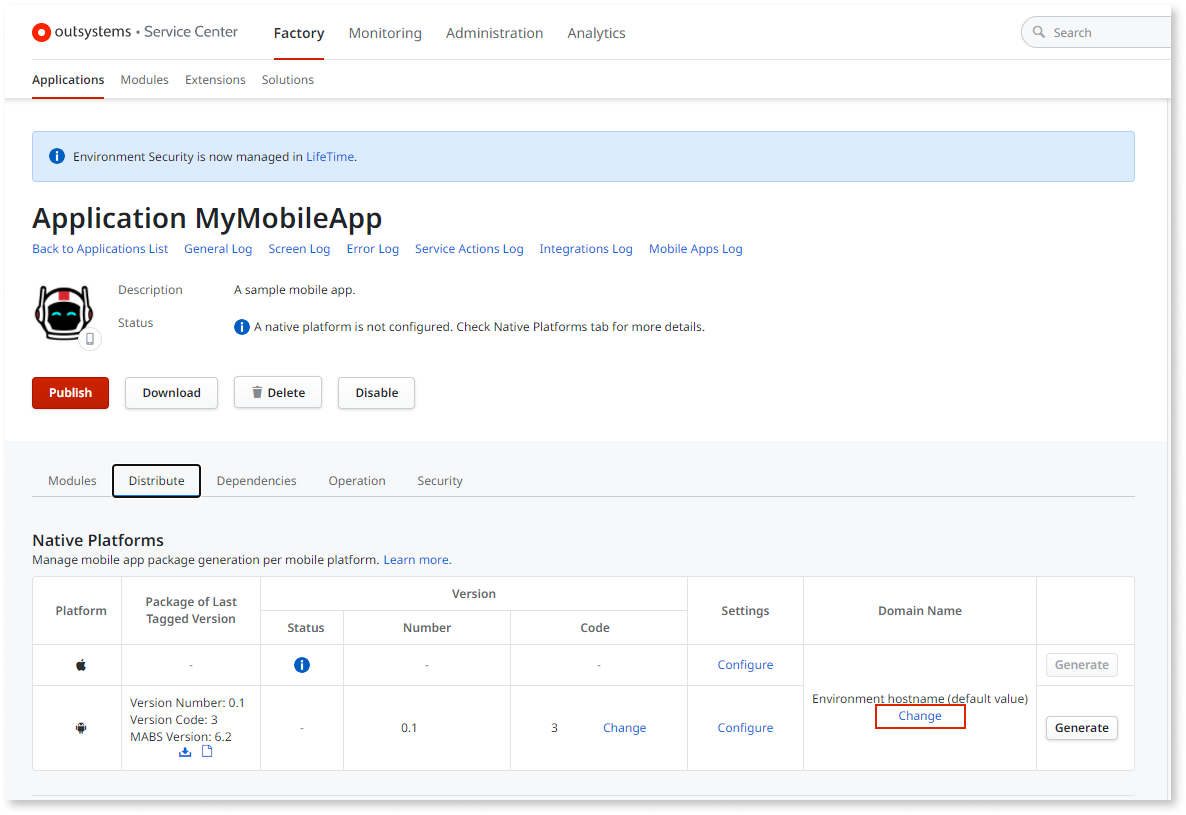 outsystems • Service Center
Factory
Monitoring
Administration
Analytics
Search
Applications
Modules
Extensions
Solutions
Environment Security is now managed in LifeTime.
Application MyMobileApp
Back to Applications List
General Log
Screen Log
Error Log
Service Actions Log
Integrations Log
Mobile Apps Log
Description
A sample mobile app.
Status
A native platform is not configured. Check Native Platforms tab for more details.
Publish
Download
Delete
Disable
Modules
Distribute
Dependencies
Operation
Security
Native Platforms
Manage mobile app package generation per mobile platform. Learn more.
Platform
Package of Last
Tagged Version
Version
Status
Number
Code
Settings
Domain Name
-
-
-
Configure
Generate
Version Number: 0.1
Version Code: 3
MABS Version: 6.2
-
0.1
3
Change
Configure
Environment hostname (default value)
Change
Generate